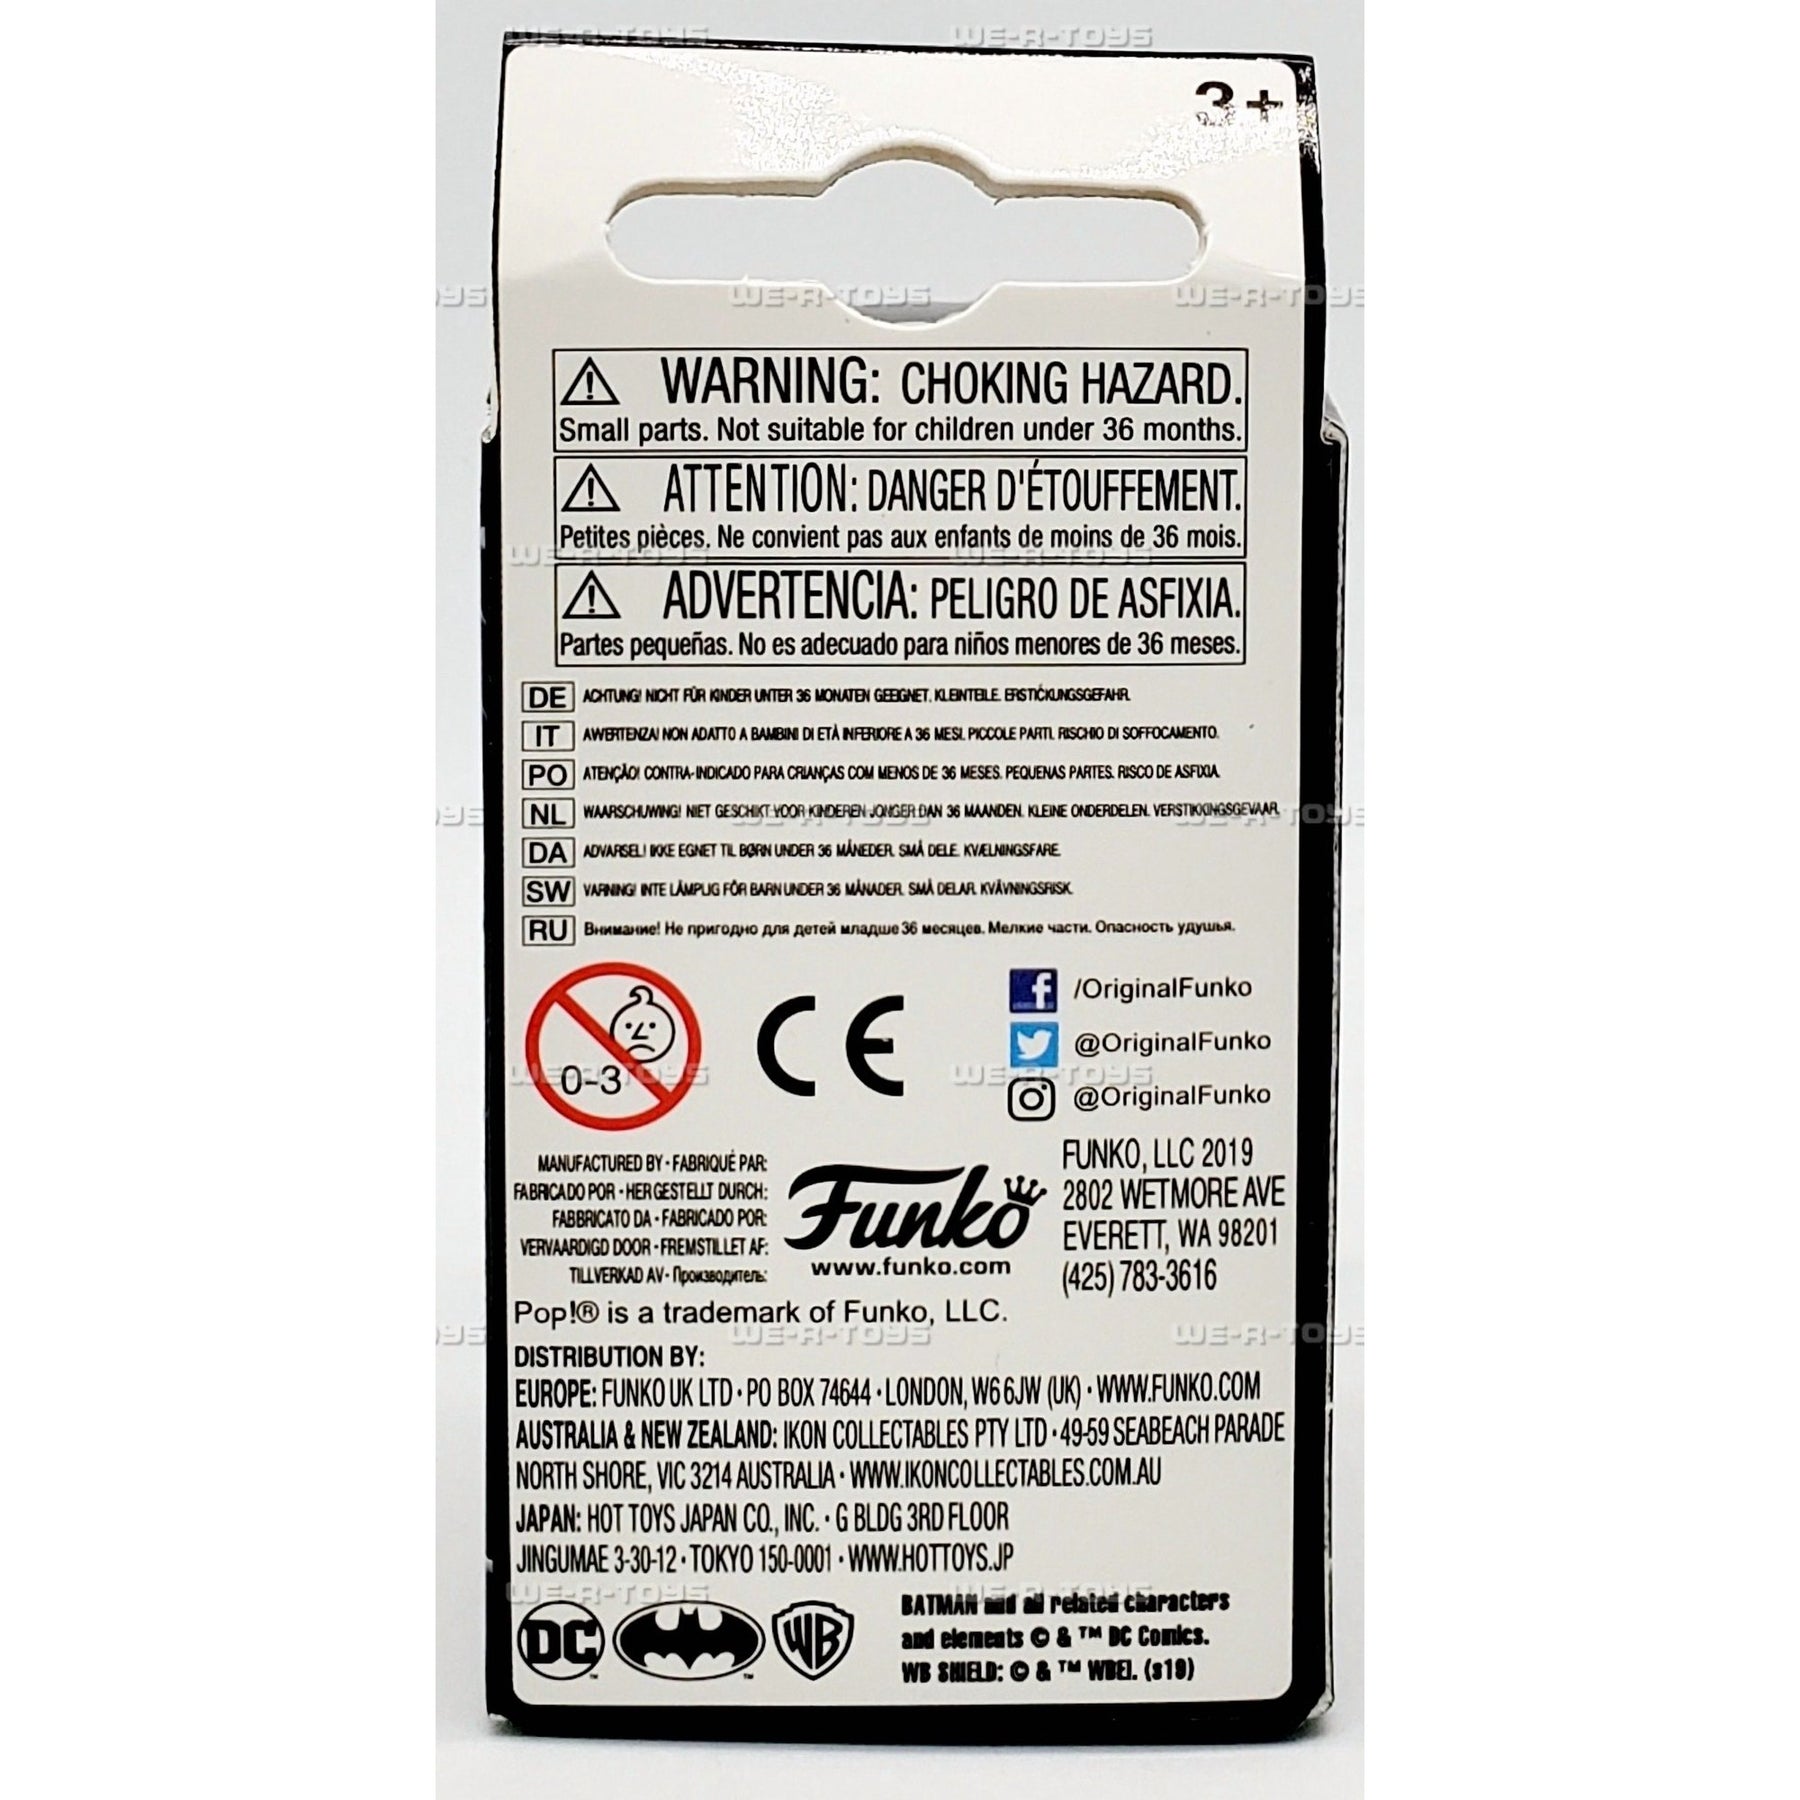 3+
WARNING: CHOKING HAZARD.
Small parts. Not suitable for children under 36 months.
ATTENTION: DANGER D'ÉTOUFFEMENT.
Petites pièces. Ne convient pas aux enfants de moins de 36 mois.
ADVERTENCIA: PELIGRO DE ASFIXIA.
Partes pequeñas. No es adecuado para niños menores de 36 meses.
DE ACHTUNG! NICHT FÜR KINDER UNTER 36 MONATEN GEEIGNET. KLEINTEILE. ERSTICKUNGSGEFAHR.
IT AVVERTENZA! NON ADATTO A BAMBINI DI ETÀ INFERIORE A 36 MESI. PICCOLE PARTI. RISCHIO DI SOFFOCAMENTO.
PO ATENÇÃO! CONTRA-INDICADO PARA CRIANÇAS COM MENOS DE 36 MESES. PEQUENAS PARTES. RISCO DE ASFIXIA.
NL WAARSCHUWING! NIET GESCHIKT VOOR KINDEREN JONGER DAN 36 MAANDEN. KLEINE ONDERDELEN. VERSTIKKINGSGEVAAR.
DA ADVARSEL! IKKE EGNET TIL BØRN UNDER 36 MÅNEDER. SMÅ DELE. KVÆLNINGSFARE.
SW VARNING! INTE LÄMPLIG FÖR BARN UNDER 36 MÅNADER. SMÅ DELAR. KVÄVNINGSRISK.
RU Внимание! Не пригодно для детей младше 36 месяцев. Мелкие части. Опасность удушья.
0-3
CE
/OriginalFunko
@OriginalFunko
@OriginalFunko
MANUFACTURED BY · FABRIQUÉ PAR:
FABRICADO POR · HERGESTELLT DURCH:
FABBRICATO DA · FABRICADO POR:
VERVAARDIGD DOOR · FREMSTILLET AF:
TILLVERKAD AV · Производитель:
Funko
www.funko.com
FUNKO, LLC 2019
2802 WETMORE AVE
EVERETT, WA 98201
(425) 783-3616
Pop!® is a trademark of Funko, LLC.
DISTRIBUTION BY:
EUROPE: FUNKO UK LTD · PO BOX 74644 · LONDON, W6 6JW (UK) · WWW.FUNKO.COM
AUSTRALIA & NEW ZEALAND: IKON COLLECTABLES PTY LTD · 49-59 SEABEACH PARADE
NORTH SHORE, VIC 3214 AUSTRALIA · WWW.IKONCOLLECTABLES.COM.AU
JAPAN: HOT TOYS JAPAN CO., INC. · G BLDG 3RD FLOOR
JINGUMAE 3-30-12 · TOKYO 150-0001 · WWW.HOTTOYS.JP
DC ™
™
WB
BATMAN and all related characters
and elements © & ™ DC Comics.
WB SHIELD: © & ™ WBEI. (s19)
WE-R-TOYS